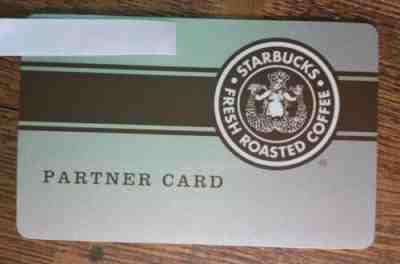 STARBUCKS
FRESH ROASTED COFFEE
PARTNER CARD